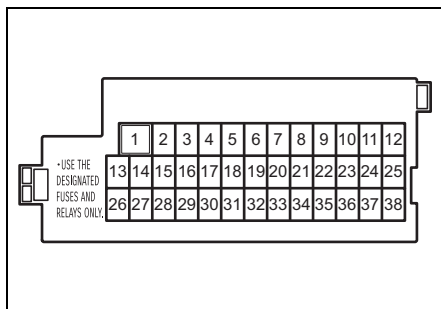 1 2 3 4 5 6 7 8 9 10 11 12
•USE THE
13 14 15 16 17 18 19 20 21 22 23 24 25
DESIGNATED
FUSES AND
26 27 28 29 30 31 32 33 34 35 36 37 38
RELAYS ONLY.